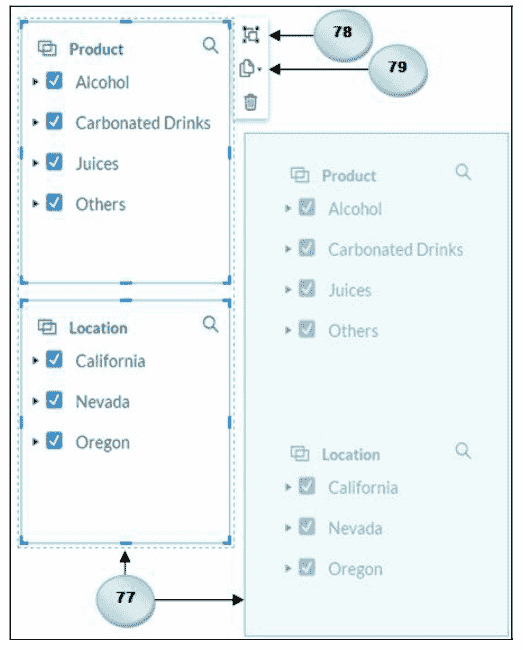 Product
78
Alcohol
79
Carbonated Drinks
Juices
Others
Product
Alcohol
Carbonated Drinks
Juices
Others
Location
California
Nevada
Oregon
Location
California
Nevada
Oregon
77